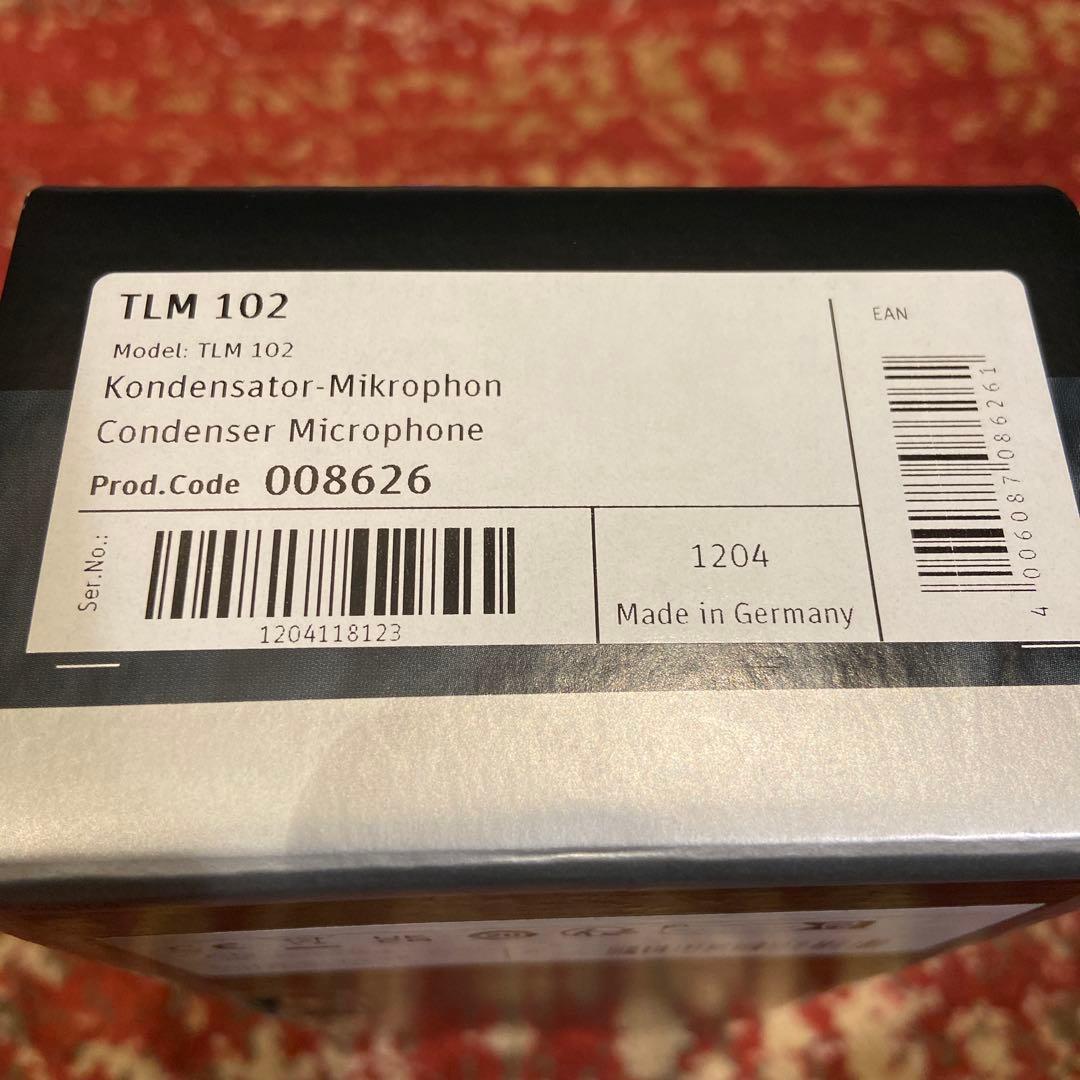 TLM 102
Model: TLM 102
Kondensator-Mikrophon
Condenser Microphone
Prod.Code 008626
EAN
4 006087 086261
Ser.No.:
1204118123
1204
Made in Germany